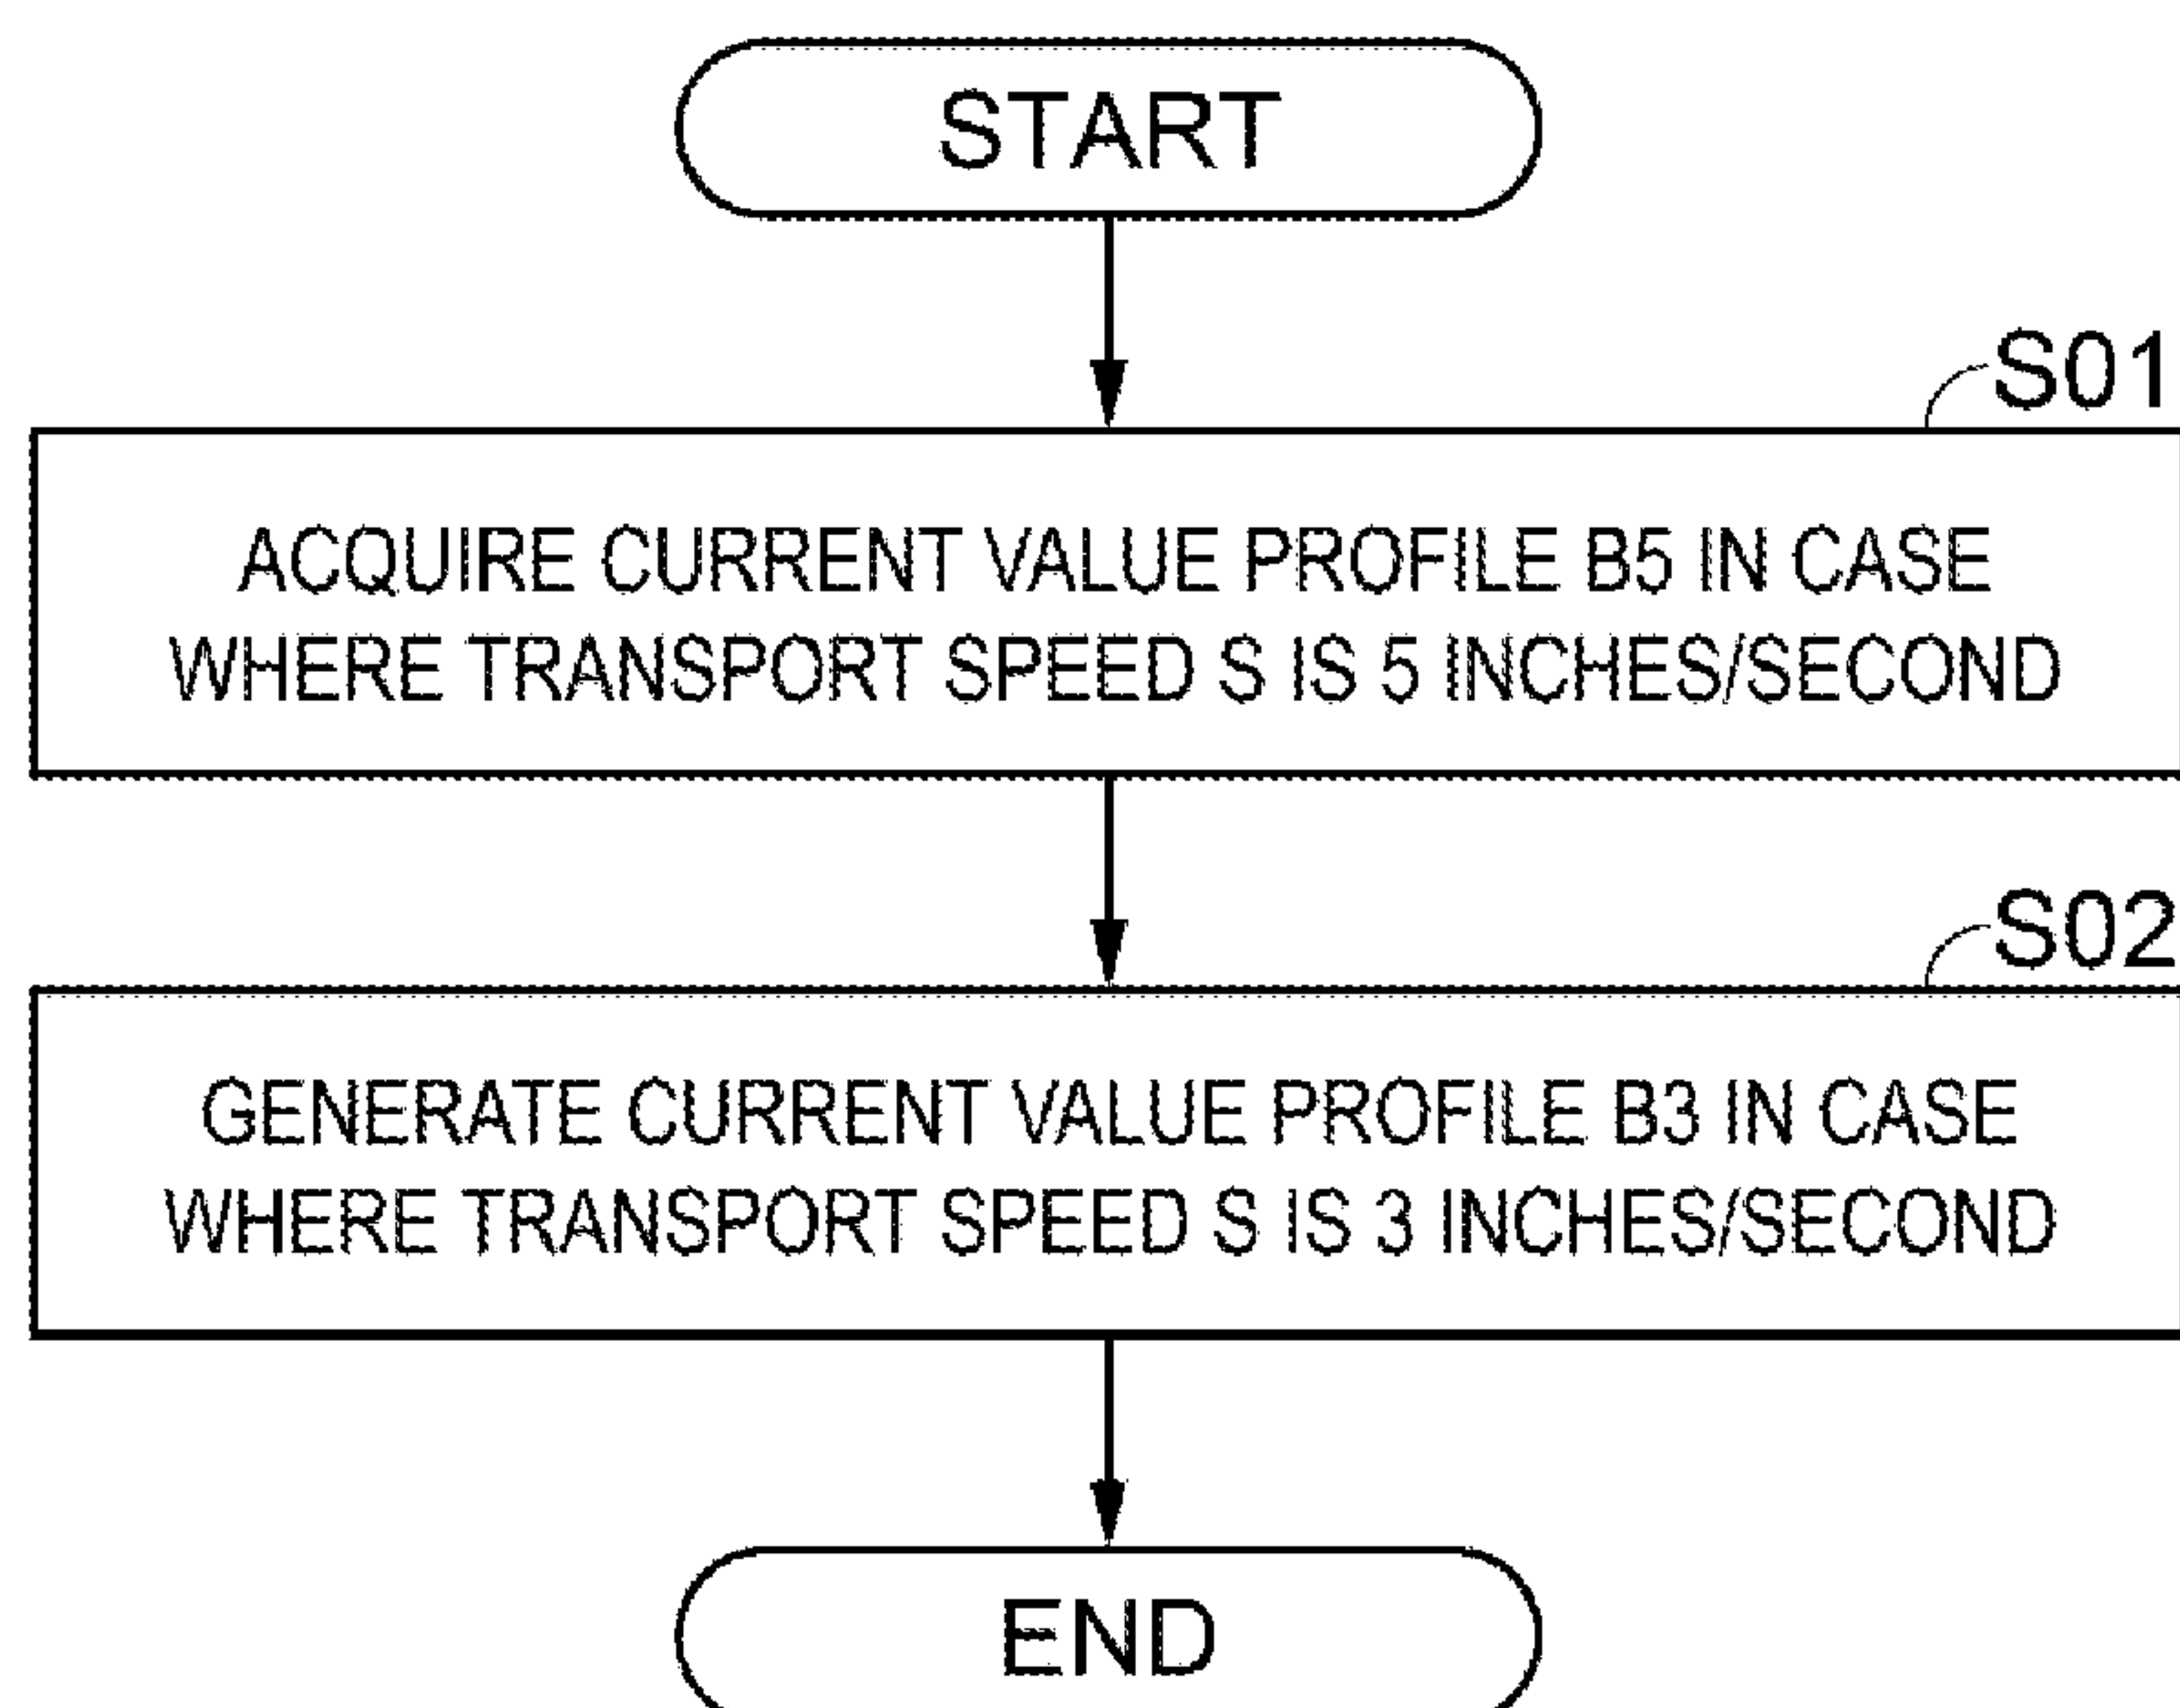 START
S01
ACQUIRE CURRENT VALUE PROFILE B5 IN CASE
WHERE TRANSPORT SPEED S IS 5 INCHES/SECOND
S02
GENERATE CURRENT VALUE PROFILE B3 IN CASE
WHERE TRANSPORT SPEED S IS 3 INCHES/SECOND
END